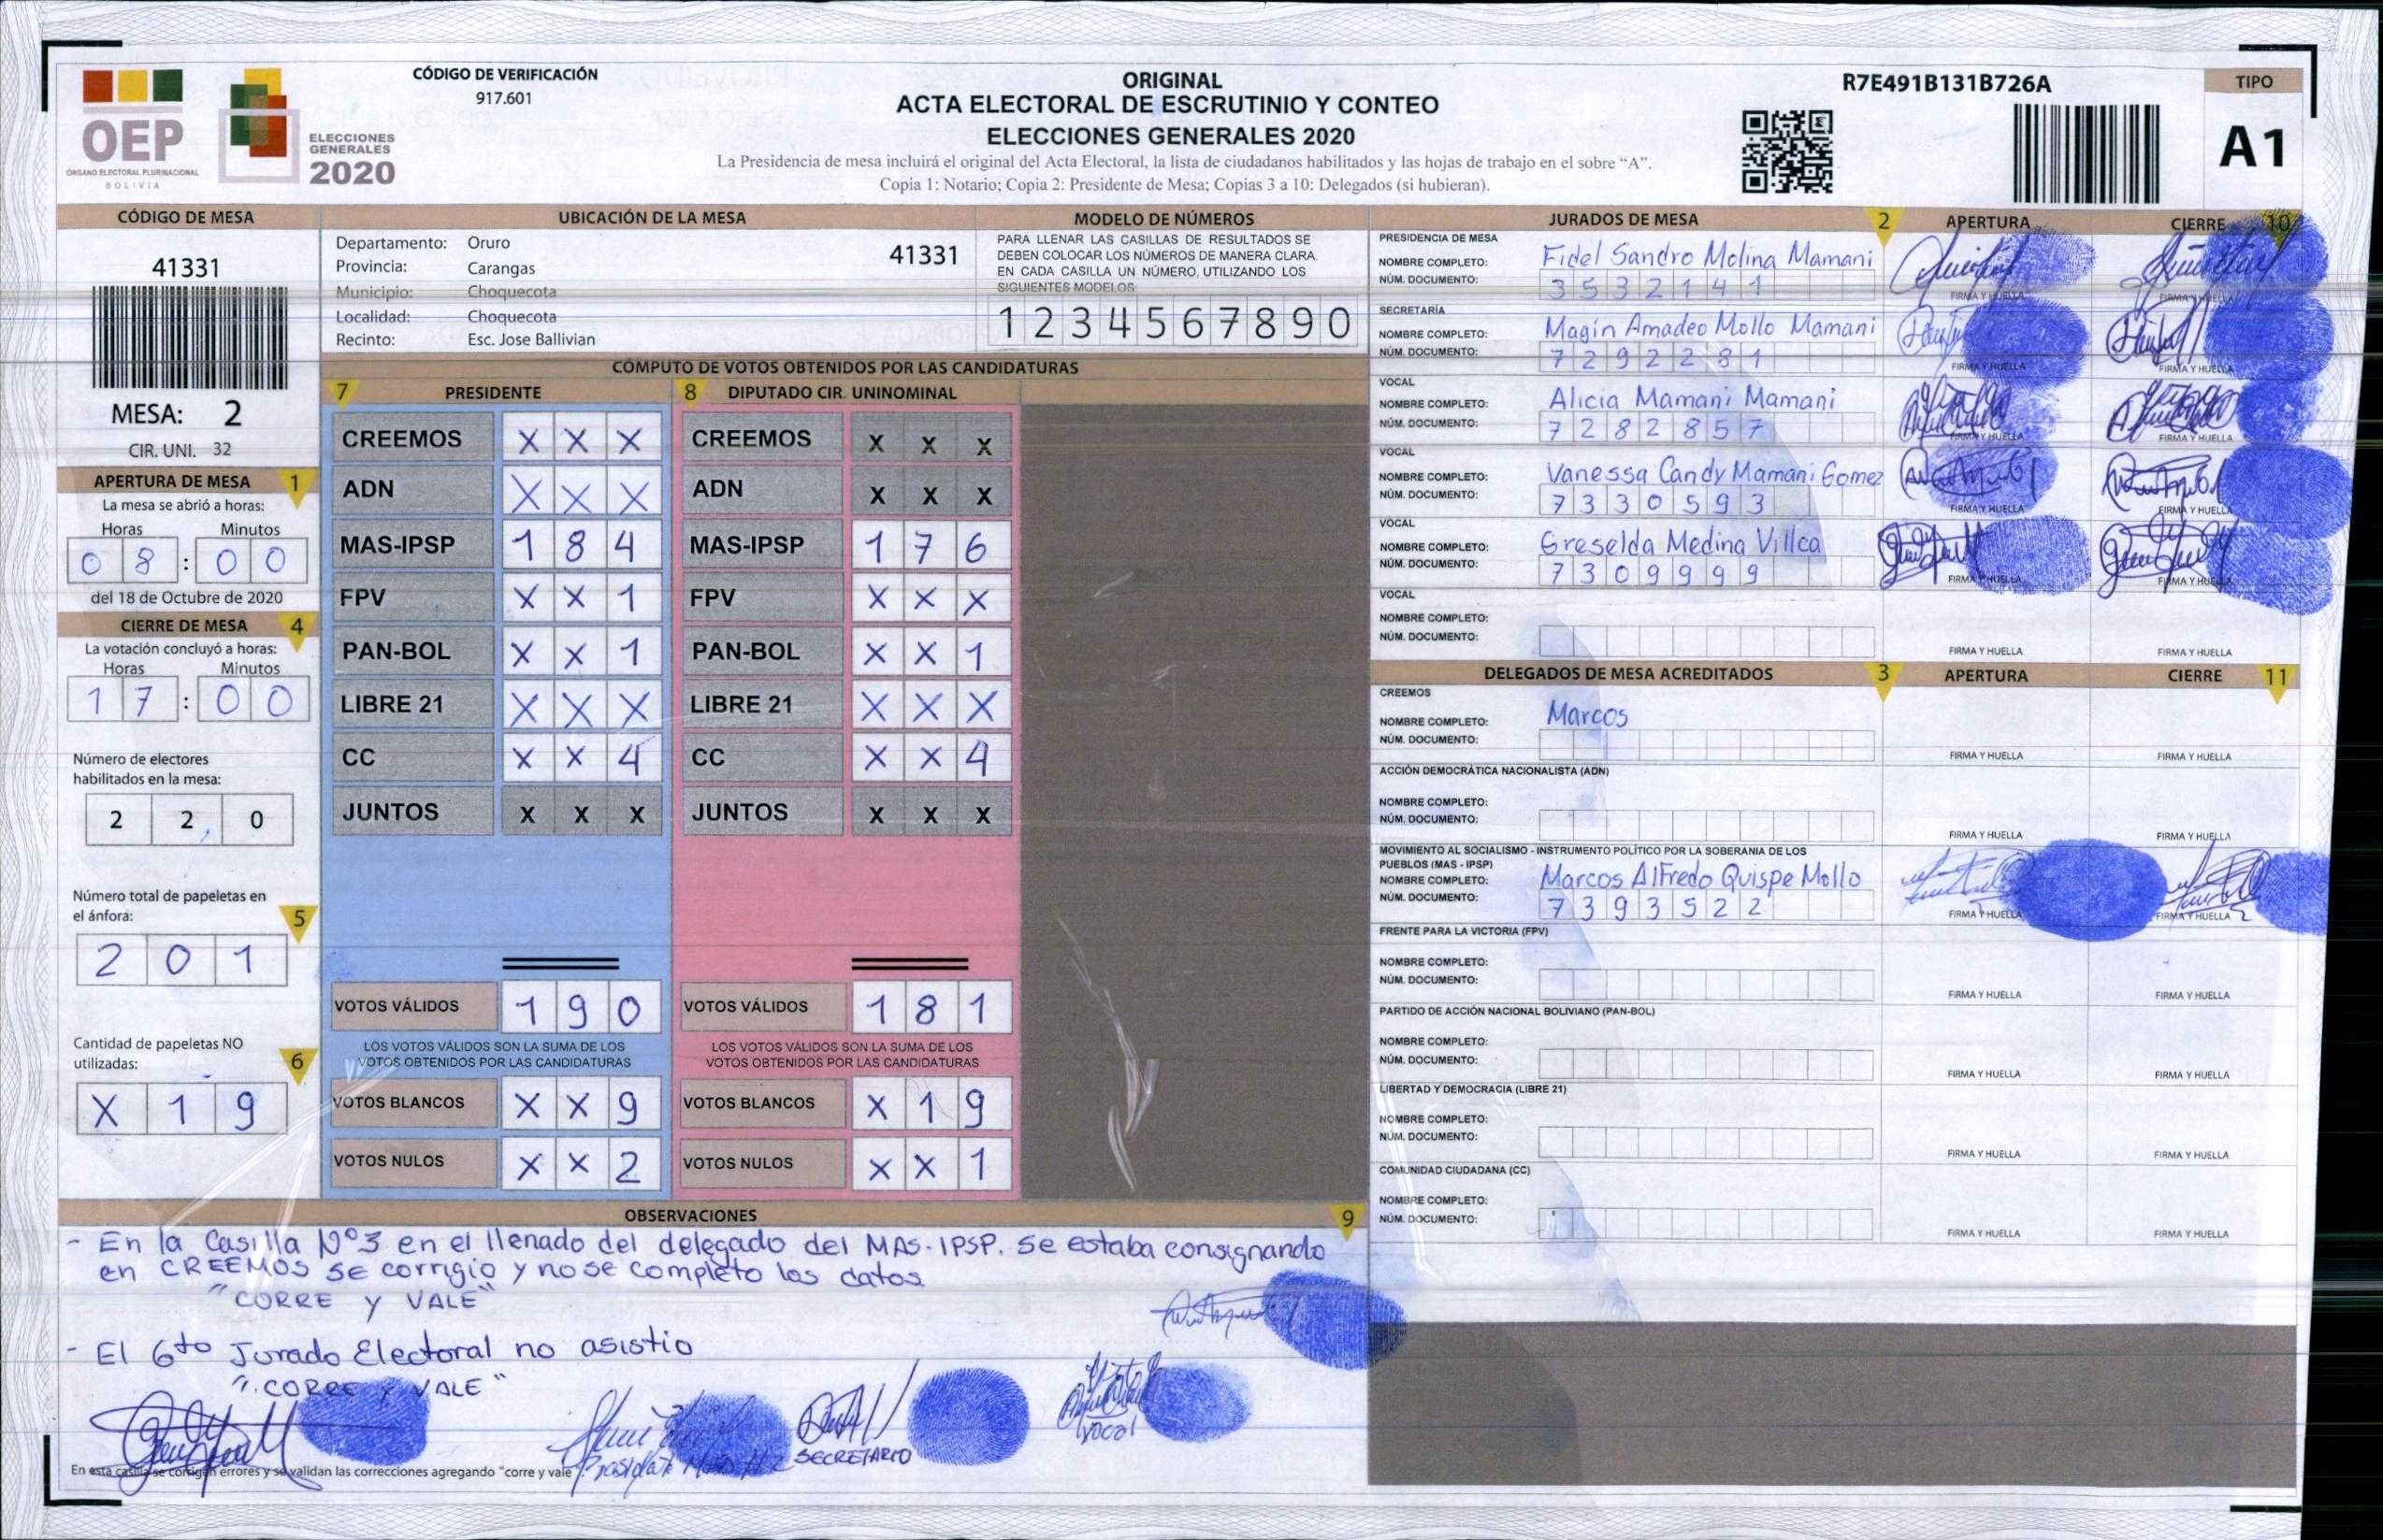 OEP
ÓRGANO ELECTORAL PLURINACIONAL
BOLIVIA
ELECCIONES
GENERALES
2020
CÓDIGO DE VERIFICACIÓN
917.601
ORIGINAL
ACTA ELECTORAL DE ESCRUTINIO Y CONTEO
ELECCIONES GENERALES 2020
La Presidencia de mesa incluirá el original del Acta Electoral, la lista de ciudadanos habilitados y las hojas de trabajo en el sobre “A”.
Copia 1: Notario; Copia 2: Presidente de Mesa; Copias 3 a 10: Delegados (si hubieran).
R7E491B131B726A
TIPO
A1
CÓDIGO DE MESA
41331
MESA: 2
CIR. UNI. 32
APERTURA DE MESA 1
La mesa se abrió a horas:
Horas Minutos
0 8 : 0 0
del 18 de Octubre de 2020
CIERRE DE MESA 4
La votación concluyó a horas:
Horas Minutos
1 7 : 0 0
Número de electores
habilitados en la mesa:
2 2 0
Número total de papeletas en
el ánfora: 5
2 0 1
Cantidad de papeletas NO
utilizadas: 6
X 1 9
UBICACIÓN DE LA MESA
Departamento: Oruro 41331
Provincia: Carangas
Municipio: Choquecota
Localidad: Choquecota
Recinto: Esc. Jose Ballivian
MODELO DE NÚMEROS
PARA LLENAR LAS CASILLAS DE RESULTADOS SE
DEBEN COLOCAR LOS NÚMEROS DE MANERA CLARA.
EN CADA CASILLA UN NÚMERO, UTILIZANDO LOS
SIGUIENTES MODELOS:
1 2 3 4 5 6 7 8 9 0
CÓMPUTO DE VOTOS OBTENIDOS POR LAS CANDIDATURAS
7 PRESIDENTE 8 DIPUTADO CIR. UNINOMINAL
CREEMOS X X X CREEMOS X X X
ADN X X X ADN X X X
MAS-IPSP 1 8 4 MAS-IPSP 1 7 6
FPV X X 1 FPV X X X
PAN-BOL X X 1 PAN-BOL X X 1
LIBRE 21 X X X LIBRE 21 X X X
CC X X 4 CC X X 4
JUNTOS X X X JUNTOS X X X
VOTOS VÁLIDOS 1 9 0 VOTOS VÁLIDOS 1 8 1
LOS VOTOS VÁLIDOS SON LA SUMA DE LOS LOS VOTOS VÁLIDOS SON LA SUMA DE LOS
VOTOS OBTENIDOS POR LAS CANDIDATURAS VOTOS OBTENIDOS POR LAS CANDIDATURAS
VOTOS BLANCOS X X 9 VOTOS BLANCOS X 1 9
VOTOS NULOS X X 2 VOTOS NULOS X X 1
JURADOS DE MESA 2 APERTURA CIERRE 10
PRESIDENCIA DE MESA
NOMBRE COMPLETO: Fidel Sandro Molina Mamani
NÚM. DOCUMENTO: 3 5 3 2 1 4 1
FIRMA Y HUELLA FIRMA Y HUELLA
SECRETARÍA
NOMBRE COMPLETO: Magin Amadeo Mollo Mamani
NÚM. DOCUMENTO: 7 2 9 2 2 8 1
FIRMA Y HUELLA FIRMA Y HUELLA
VOCAL
NOMBRE COMPLETO: Alicia Mamani Mamani
NÚM. DOCUMENTO: 7 2 8 2 8 5 7
FIRMA Y HUELLA FIRMA Y HUELLA
VOCAL
NOMBRE COMPLETO: Vanessa Candy Mamani Gomez
NÚM. DOCUMENTO: 7 3 3 0 5 9 3
FIRMA Y HUELLA FIRMA Y HUELLA
VOCAL
NOMBRE COMPLETO: Greselda Medina Villca
NÚM. DOCUMENTO: 7 3 0 9 9 9 9
FIRMA Y HUELLA FIRMA Y HUELLA
VOCAL
NOMBRE COMPLETO:
NÚM. DOCUMENTO:
FIRMA Y HUELLA FIRMA Y HUELLA
DELEGADOS DE MESA ACREDITADOS 3 APERTURA CIERRE 11
CREEMOS
NOMBRE COMPLETO: Marcos
NÚM. DOCUMENTO:
FIRMA Y HUELLA FIRMA Y HUELLA
ACCIÓN DEMOCRÁTICA NACIONALISTA (ADN)
NOMBRE COMPLETO:
NÚM. DOCUMENTO:
FIRMA Y HUELLA FIRMA Y HUELLA
MOVIMIENTO AL SOCIALISMO - INSTRUMENTO POLÍTICO POR LA SOBERANIA DE LOS
PUEBLOS (MAS - IPSP)
NOMBRE COMPLETO: Marcos Alfredo Quispe Mollo
NÚM. DOCUMENTO: 7 3 9 3 5 2 2
FIRMA Y HUELLA FIRMA Y HUELLA
FRENTE PARA LA VICTORIA (FPV)
NOMBRE COMPLETO:
NÚM. DOCUMENTO:
FIRMA Y HUELLA FIRMA Y HUELLA
PARTIDO DE ACCIÓN NACIONAL BOLIVIANO (PAN-BOL)
NOMBRE COMPLETO:
NÚM. DOCUMENTO:
FIRMA Y HUELLA FIRMA Y HUELLA
LIBERTAD Y DEMOCRACIA (LIBRE 21)
NOMBRE COMPLETO:
NÚM. DOCUMENTO:
FIRMA Y HUELLA FIRMA Y HUELLA
COMUNIDAD CIUDADANA (CC)
NOMBRE COMPLETO:
NÚM. DOCUMENTO:
FIRMA Y HUELLA FIRMA Y HUELLA
OBSERVACIONES 9
- En la Casilla Nº3 en el llenado del delegado del MAS-IPSP. se estaba consignando
en CREEMOS se corrigio y no se completo los datos
"CORRE Y VALE"
- El 6to Jurado Electoral no asistio
"CORRE Y VALE"
SECRETARIO
Vocal
En esta casilla se corrigen errores y se validan las correcciones agregando "corre y vale